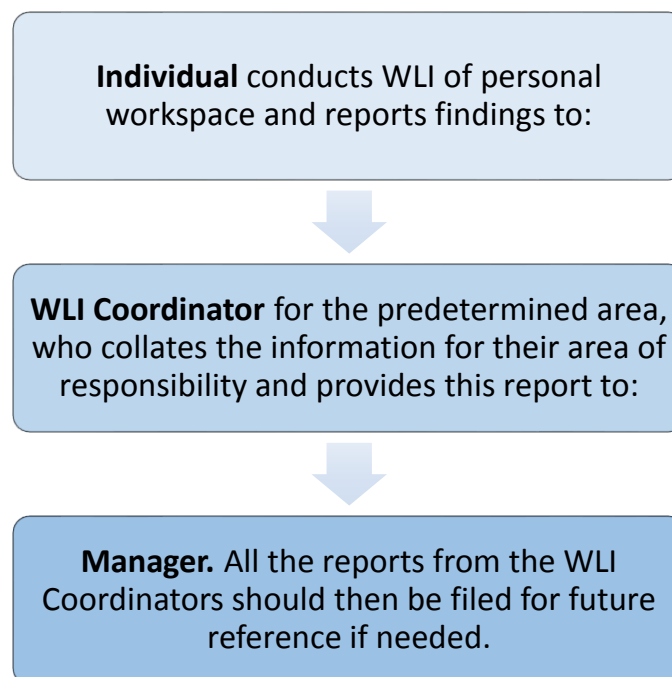 Individual conducts WLI of personal
workspace and reports findings to:
WLI Coordinator for the predetermined area,
who collates the information for their area of
responsibility and provides this report to:
Manager. All the reports from the WLI
Coordinators should then be filed for future
reference if needed.